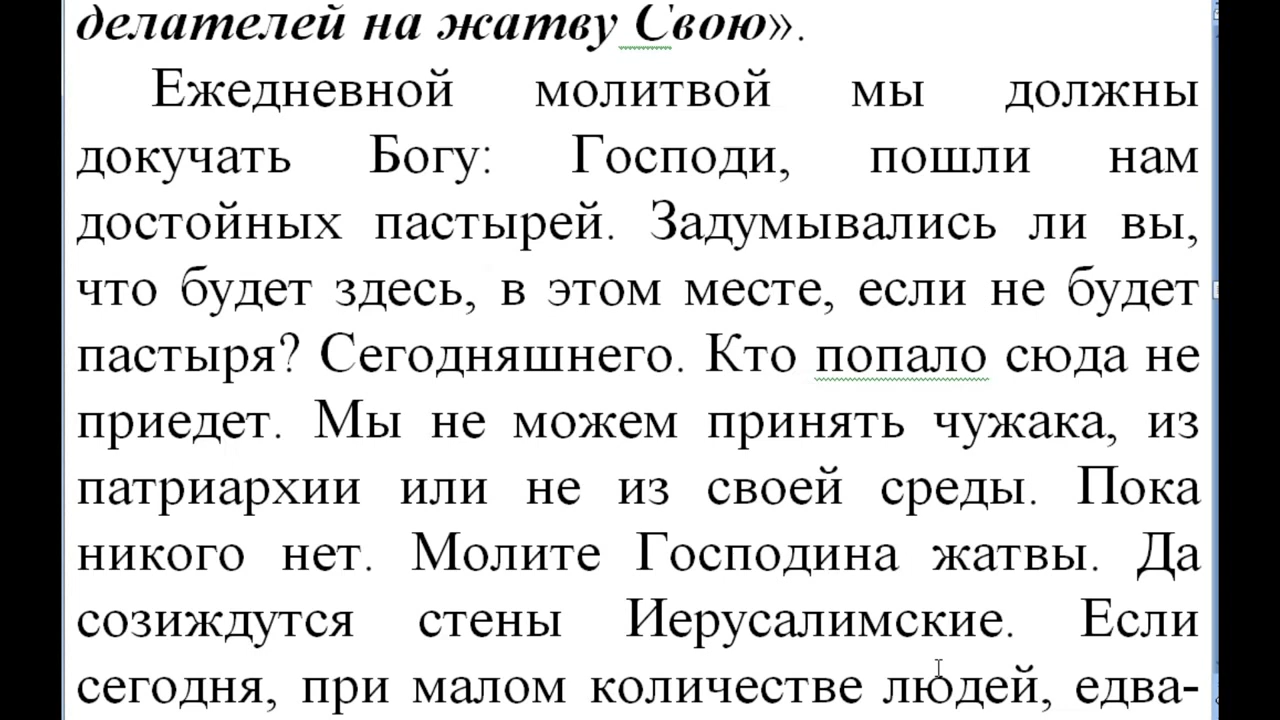 делателей на жатву Свою».
Ежедневной молитвой мы должны
докучать Богу: Господи, пошли нам
достойных пастырей. Задумывались ли вы,
что будет здесь, в этом месте, если не будет
пастыря? Сегодняшнего. Кто попало сюда не
приедет. Мы не можем принять чужака, из
патриархии или не из своей среды. Пока
никого нет. Молите Господина жатвы. Да
созиждутся стены Иерусалимские. Если
сегодня, при малом количестве людей, едва-